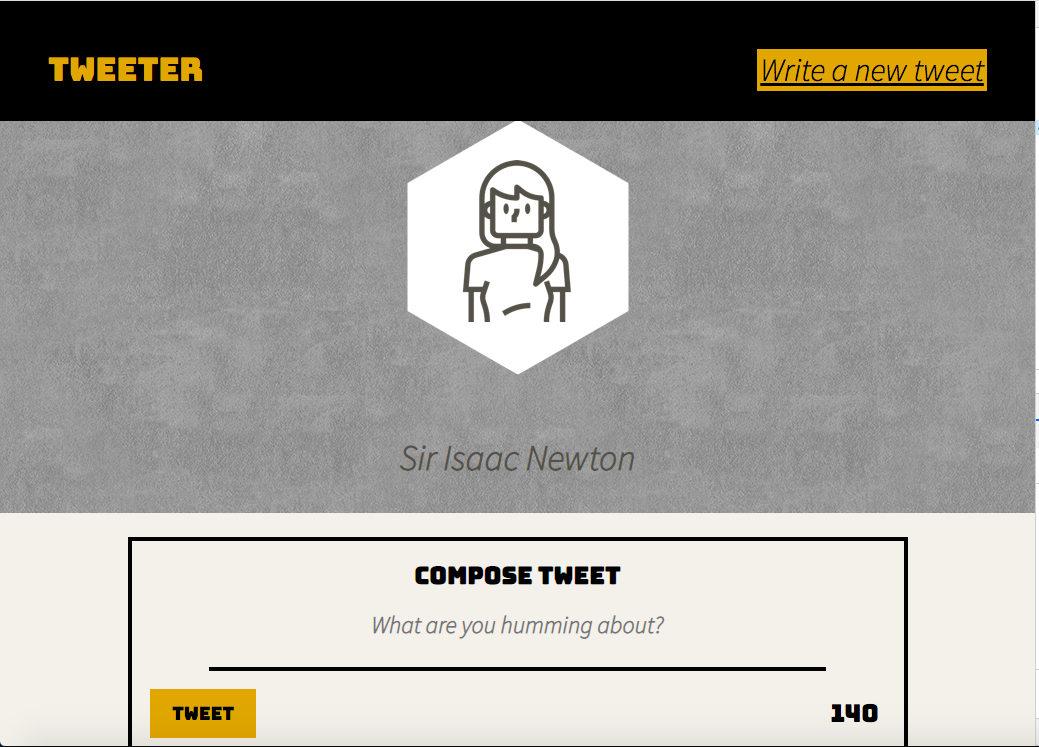 TWEETER
Write a new tweet
Sir Isaac Newton
COMPOSE TWEET
What are you humming about?
TWEET
140